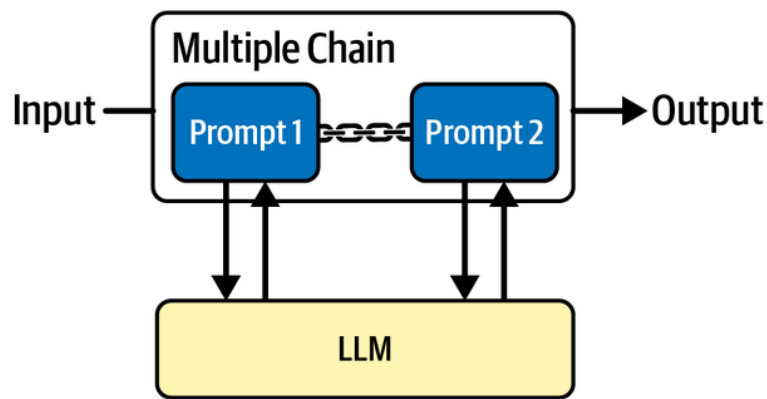 Multiple Chain
Input
Prompt 1
Prompt 2
Output
LLM